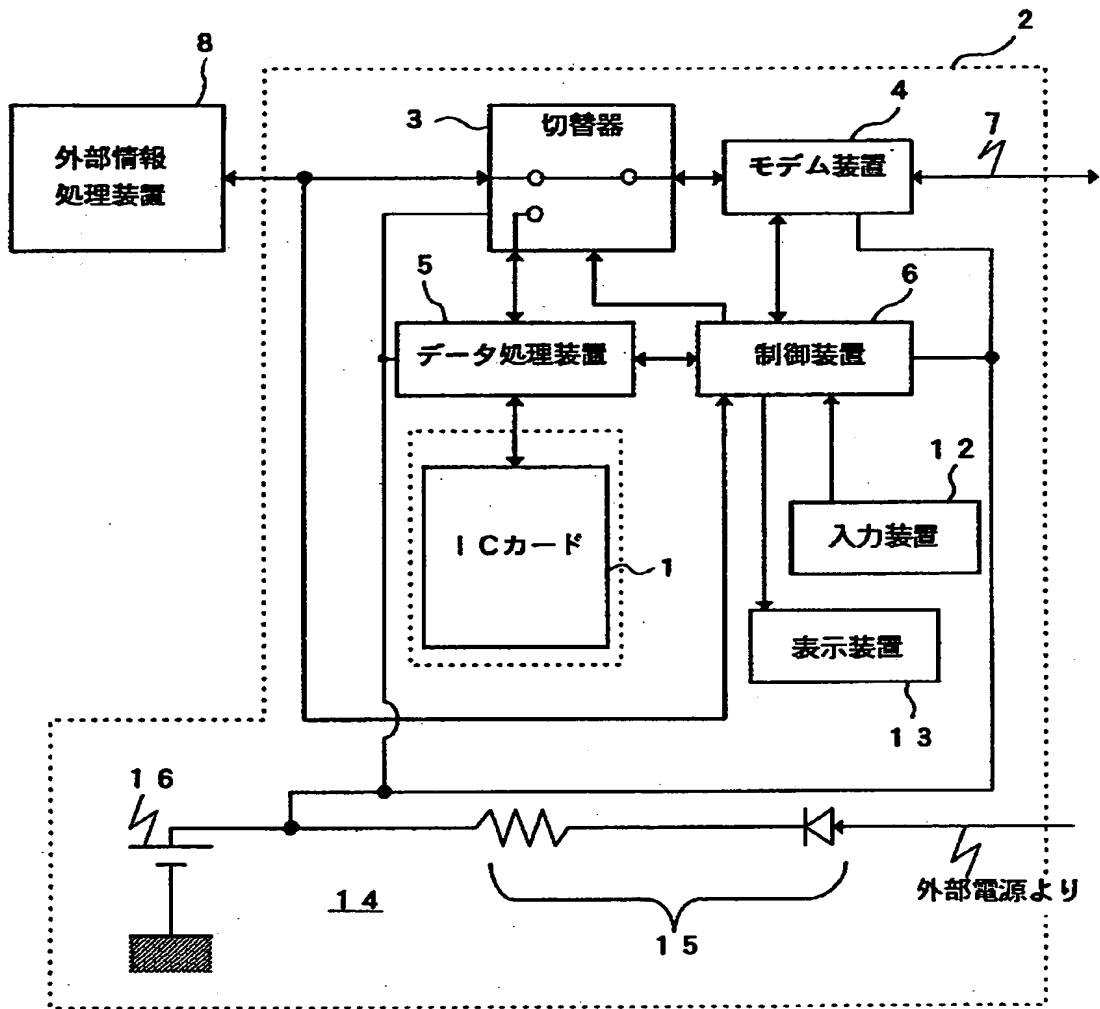 2
8
外部情報
処理装置
3
切替器
4
モデム装置
7
5
データ処理装置
6
制御装置
ICカード
1
12
入力装置
表示装置
13
16
14
15
外部電源より